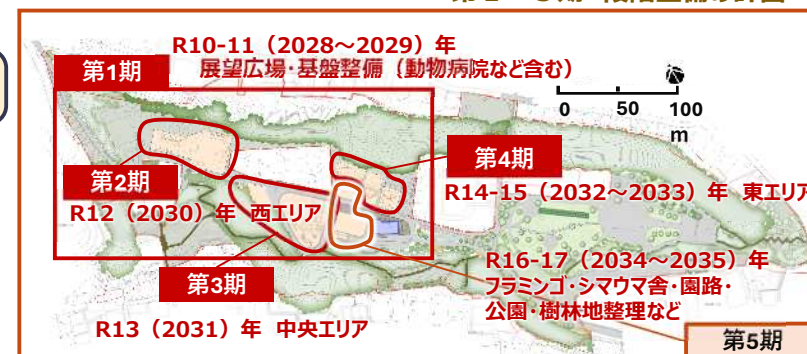 R10-11（2028～2029）年
第1期
展望広場・基盤整備（動物病院など含む）
0 50 100
m
第4期
第2期
R14-15（2032～2033）年 東エリア
R12（2030）年 西エリア
R16-17（2034～2035）年
フラミンゴ・シマウマ舎・園路・
公園・樹林地整理など
第3期
R13（2031）年 中央エリア
第5期